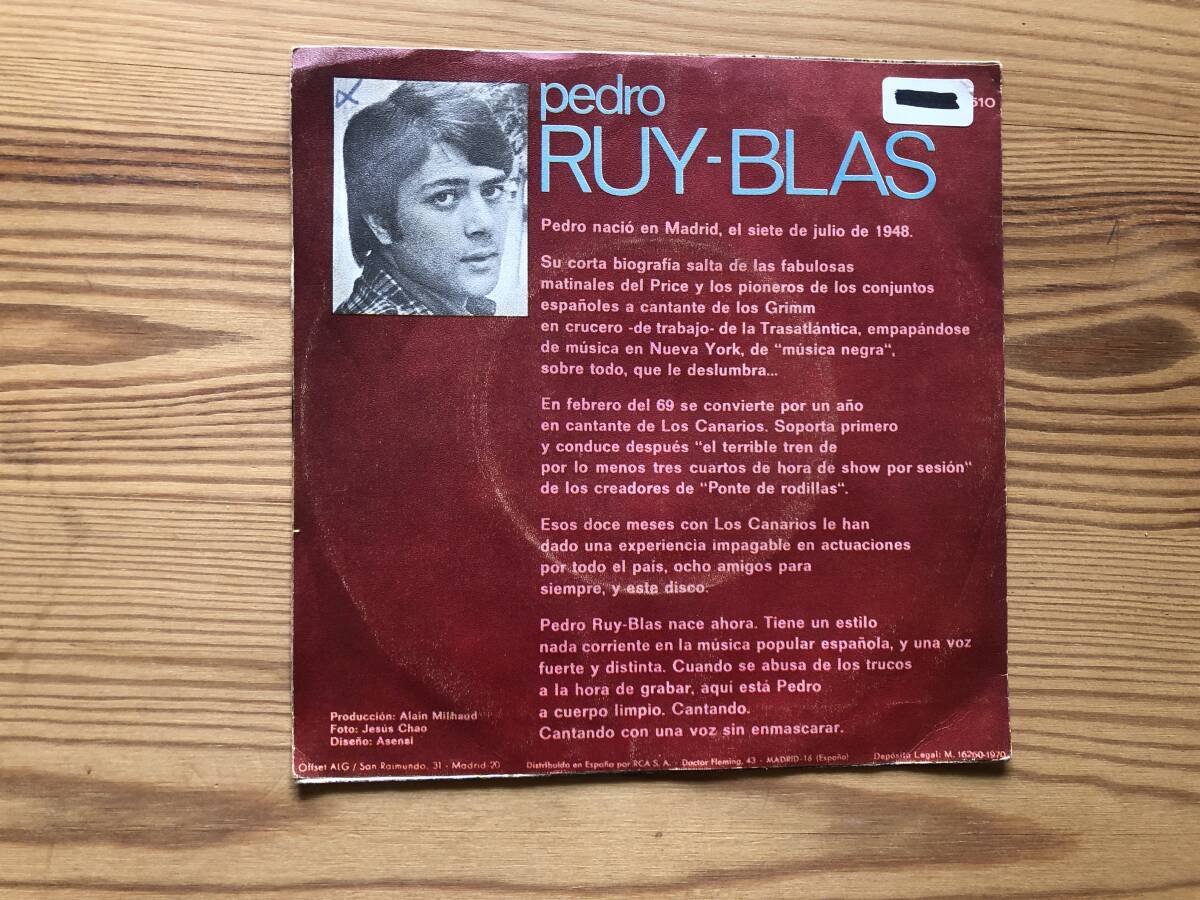 pedro
RUY-BLAS
510
Pedro nació en Madrid, el siete de julio de 1948.
Su corta biografía salta de las fabulosas
matinales del Price y los pioneros de los conjuntos
españoles a cantante de los Grimm
en crucero -de trabajo- de la Trasatlántica, empapándose
de música en Nueva York, de "música negra",
sobre todo, que le deslumbra...
En febrero del 69 se convierte por un año
en cantante de Los Canarios. Soporta primero
y conduce después "el terrible tren de
por lo menos tres cuartos de hora de show por sesión"
de los creadores de "Ponte de rodillas".
Esos doce meses con Los Canarios le han
dado una experiencia impagable en actuaciones
por todo el país, ocho amigos para
siempre, y este disco.
Pedro Ruy-Blas nace ahora. Tiene un estilo
nada corriente en la música popular española, y una voz
fuerte y distinta. Cuando se abusa de los trucos
a la hora de grabar, aquí está Pedro
a cuerpo limpio. Cantando.
Cantando con una voz sin enmascarar.
Producción: Alain Milhaud
Foto: Jesús Chao
Diseño: Asensi
Offset ALG / San Raimundo, 31 - Madrid-20
Distribuido en España por RCA S. A. - Doctor Fleming, 43 - MADRID-16 (España)
Depósito Legal: M. 16260-1970